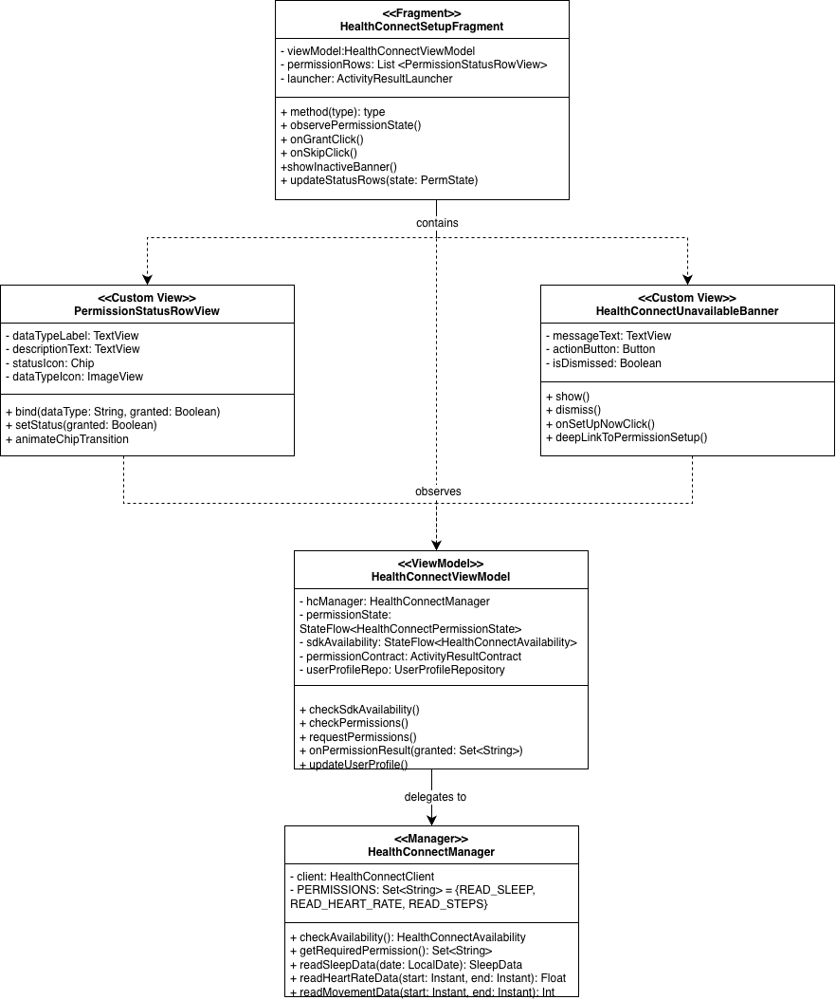 <<Fragment>>
HealthConnectSetupFragment
- viewModel:HealthConnectViewModel
- permissionRows: List <PermissionStatusRowView>
- launcher: ActivityResultLauncher
+ method(type): type
+ observePermissionState()
+ onGrantClick()
+ onSkipClick()
+showInactiveBanner()
+ updateStatusRows(state: PermState)
contains
<<Custom View>>
PermissionStatusRowView
- dataTypeLabel: TextView
- descriptionText: TextView
- statusIcon: Chip
- dataTypeIcon: ImageView
+ bind(dataType: String, granted: Boolean)
+ setStatus(granted: Boolean)
+ animateChipTransition
<<Custom View>>
HealthConnectUnavailableBanner
- messageText: TextView
- actionButton: Button
- isDismissed: Boolean
+ show()
+ dismiss()
+ onSetUpNowClick()
+ deepLinkToPermissionSetup()
observes
<<ViewModel>>
HealthConnectViewModel
- hcManager: HealthConnectManager
- permissionState:
StateFlow<HealthConnectPermissionState>
- sdkAvailability: StateFlow<HealthConnectAvailability>
- permissionContract: ActivityResultContract
- userProfileRepo: UserProfileRepository
+ checkSdkAvailability()
+ checkPermissions()
+ requestPermissions()
+ onPermissionResult(granted: Set<String>)
+ updateUserProfile()
delegates to
<<Manager>>
HealthConnectManager
- client: HealthConnectClient
- PERMISSIONS: Set<String> = {READ_SLEEP,
READ_HEART_RATE, READ_STEPS}
+ checkAvailability(): HealthConnectAvailability
+ getRequiredPermission(): Set<String>
+ readSleepData(date: LocalDate): SleepData
+ readHeartRateData(start: Instant, end: Instant): Float
+ readMovementData(start: Instant, end: Instant): Int